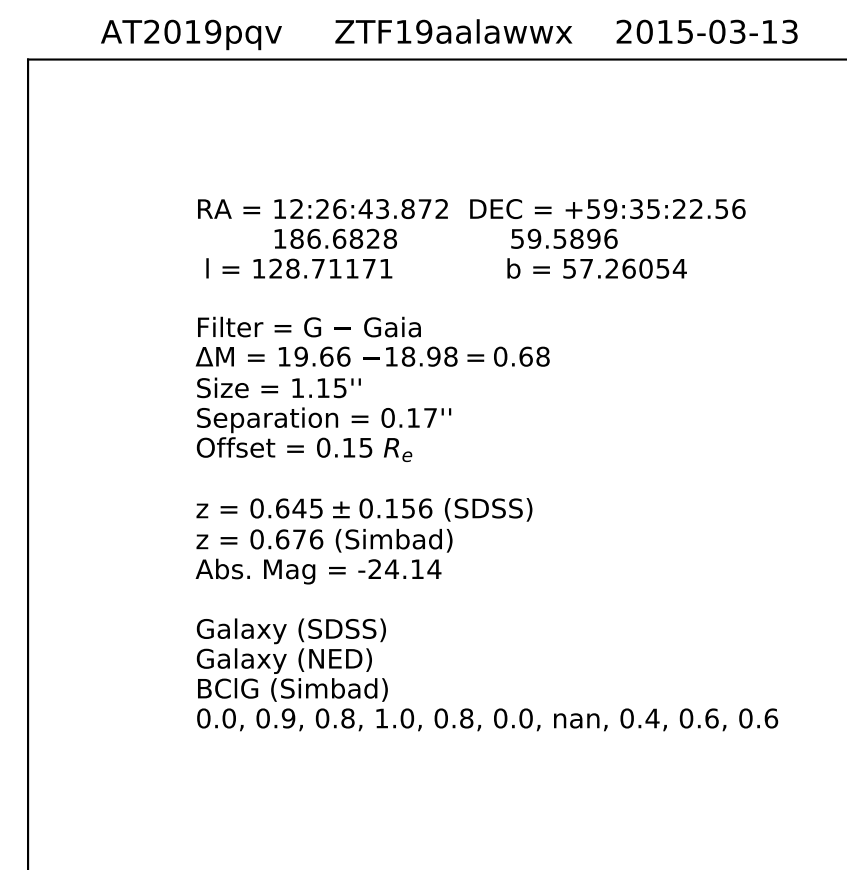 AT2019pqv ZTF19aalawwx 2015-03-13
RA = 12:26:43.872 DEC = +59:35:22.56
186.6828 59.5896
l = 128.71171 b = 57.26054
Filter = G − Gaia
ΔM = 19.66 −18.98 = 0.68
Size = 1.15''
Separation = 0.17''
Offset = 0.15 Rₑ
z = 0.645 ± 0.156 (SDSS)
z = 0.676 (Simbad)
Abs. Mag = -24.14
Galaxy (SDSS)
Galaxy (NED)
BClG (Simbad)
0.0, 0.9, 0.8, 1.0, 0.8, 0.0, nan, 0.4, 0.6, 0.6